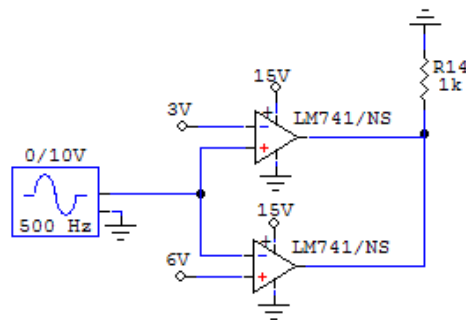 R14
1k
15V
LM741/NS
3V
-
+
+
0/10V
500 Hz
15V
LM741/NS
6V
-
+
+